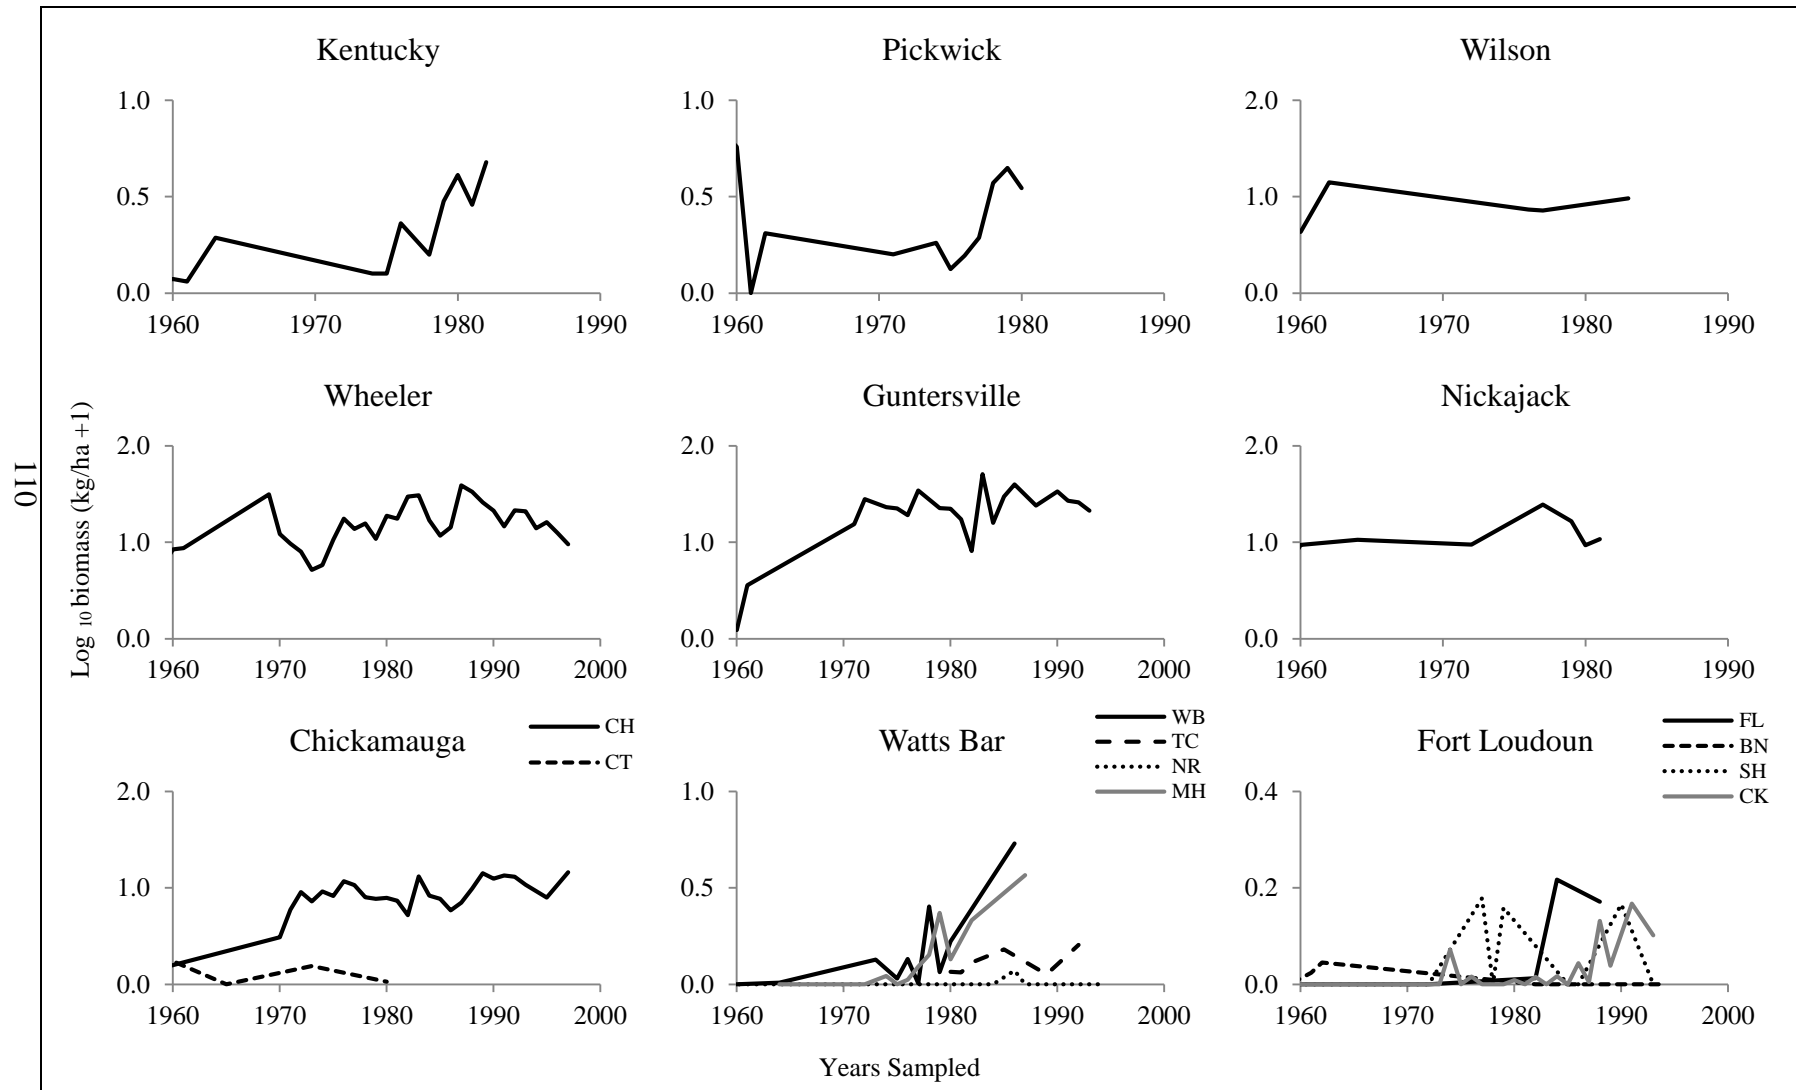 Kentucky
Pickwick
Wilson
1.0
0.5
0.0
1960 1970 1980 1990
1.0
0.5
0.0
1960 1970 1980 1990
2.0
1.0
0.0
1960 1970 1980 1990
Wheeler
Guntersville
Nickajack
2.0
1.0
0.0
1960 1970 1980 1990 2000
2.0
1.0
0.0
1960 1970 1980 1990 2000
2.0
1.0
0.0
1960 1970 1980 1990
110
Log 10 biomass (kg/ha +1)
Chickamauga
CH
CT
2.0
1.0
0.0
1960 1970 1980 1990 2000
Watts Bar
WB
TC
NR
MH
1.0
0.5
0.0
1960 1970 1980 1990 2000
Fort Loudoun
FL
BN
SH
CK
0.4
0.2
0.0
1960 1970 1980 1990 2000
Years Sampled